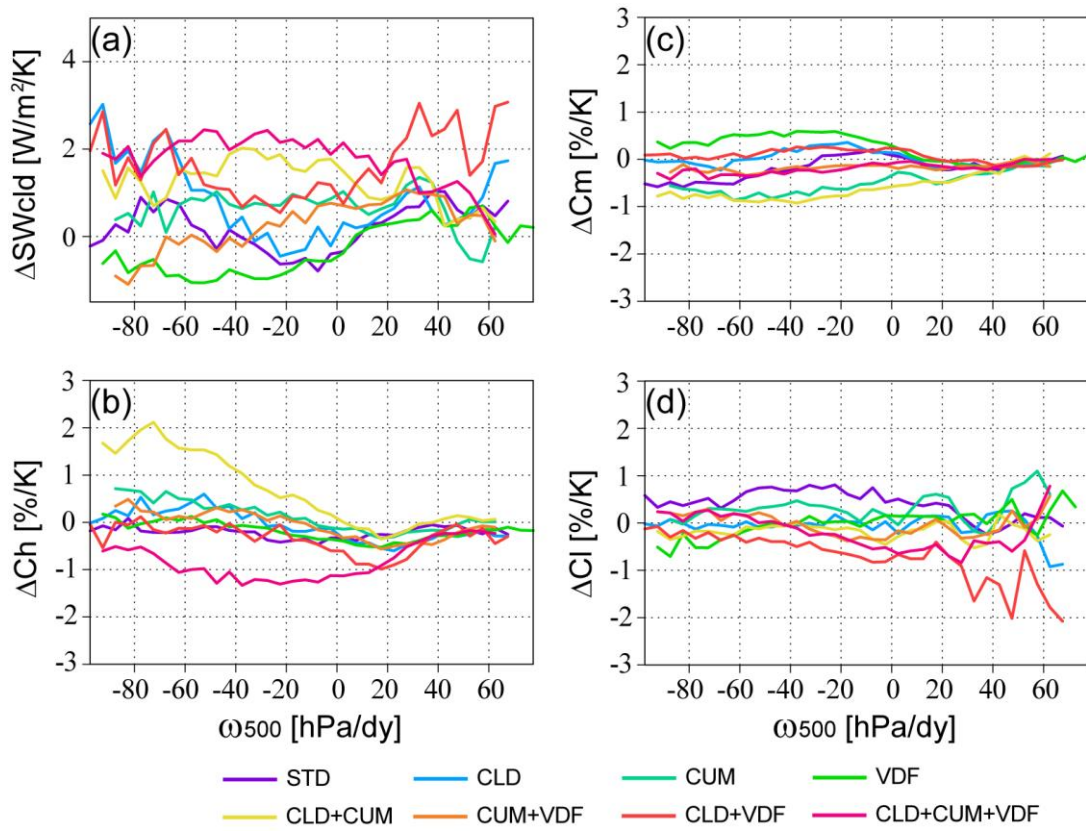 (a)
ΔSWcld [W/m²/K]
4
2
0
-80 -60 -40 -20 0 20 40 60
(c)
ΔCm [%/K]
3
2
1
0
-1
-2
-3
-80 -60 -40 -20 0 20 40 60
(b)
ΔCh [%/K]
3
2
1
0
-1
-2
-3
-80 -60 -40 -20 0 20 40 60
ω500 [hPa/dy]
(d)
ΔCl [%/K]
3
2
1
0
-1
-2
-3
-80 -60 -40 -20 0 20 40 60
ω500 [hPa/dy]
STD CLD CUM VDF
CLD+CUM CUM+VDF CLD+VDF CLD+CUM+VDF